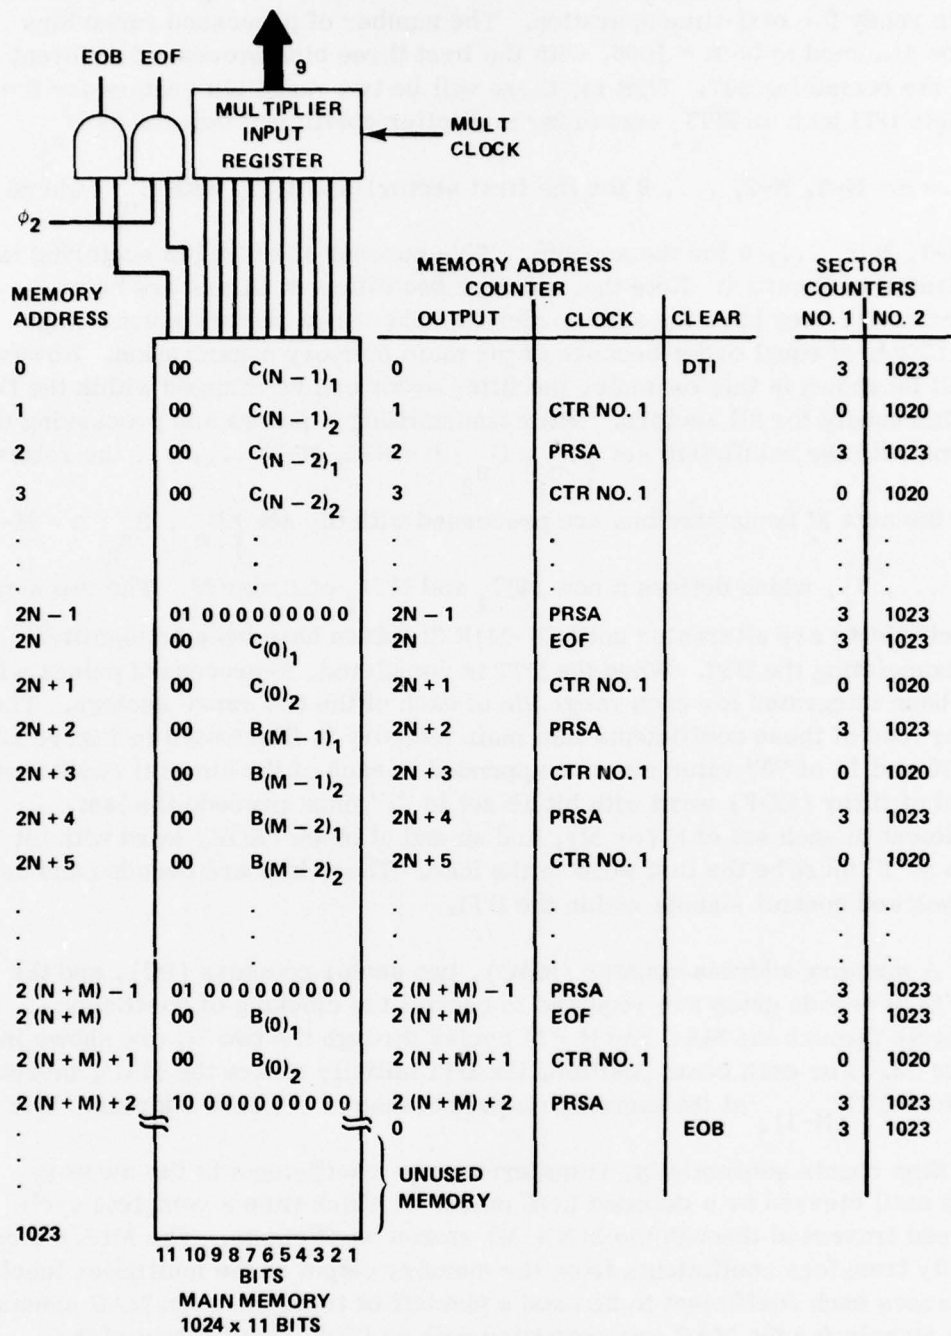 EOB EOF 9
MULTIPLIER
INPUT
REGISTER
MULT
CLOCK
ϕ2
MEMORY
ADDRESS
MEMORY ADDRESS
COUNTER
OUTPUT CLOCK CLEAR
SECTOR
COUNTERS
NO. 1 NO. 2
0 00 C(N − 1)1 0 DTI 3 1023
1 00 C(N − 1)2 1 CTR NO. 1 0 1020
2 00 C(N − 2)1 2 PRSA 3 1023
3 00 C(N − 2)2 3 CTR NO. 1 0 1020
. . . . .
. . . . .
2N − 1 01 000000000 2N − 1 PRSA 3 1023
2N 00 C(0)1 2N EOF 3 1023
2N + 1 00 C(0)2 2N + 1 CTR NO. 1 0 1020
2N + 2 00 B(M − 1)1 2N + 2 PRSA 3 1023
2N + 3 00 B(M − 1)2 2N + 3 CTR NO. 1 0 1020
2N + 4 00 B(M − 2)1 2N + 4 PRSA 3 1023
2N + 5 00 B(M − 2)2 2N + 5 CTR NO. 1 0 1020
. . . . .
. . . . .
2 (N + M) − 1 01 000000000 2 (N + M) − 1 PRSA 3 1023
2 (N + M) 00 B(0)1 2 (N + M) EOF 3 1023
2 (N + M) + 1 00 B(0)2 2 (N + M) + 1 CTR NO. 1 0 1020
2 (N + M) + 2 10 000000000 2 (N + M) + 2 PRSA 3 1023
. 0 EOB 3 1023
.
UNUSED
MEMORY
1023
11 10 9 8 7 6 5 4 3 2 1
BITS
MAIN MEMORY
1024 x 11 BITS